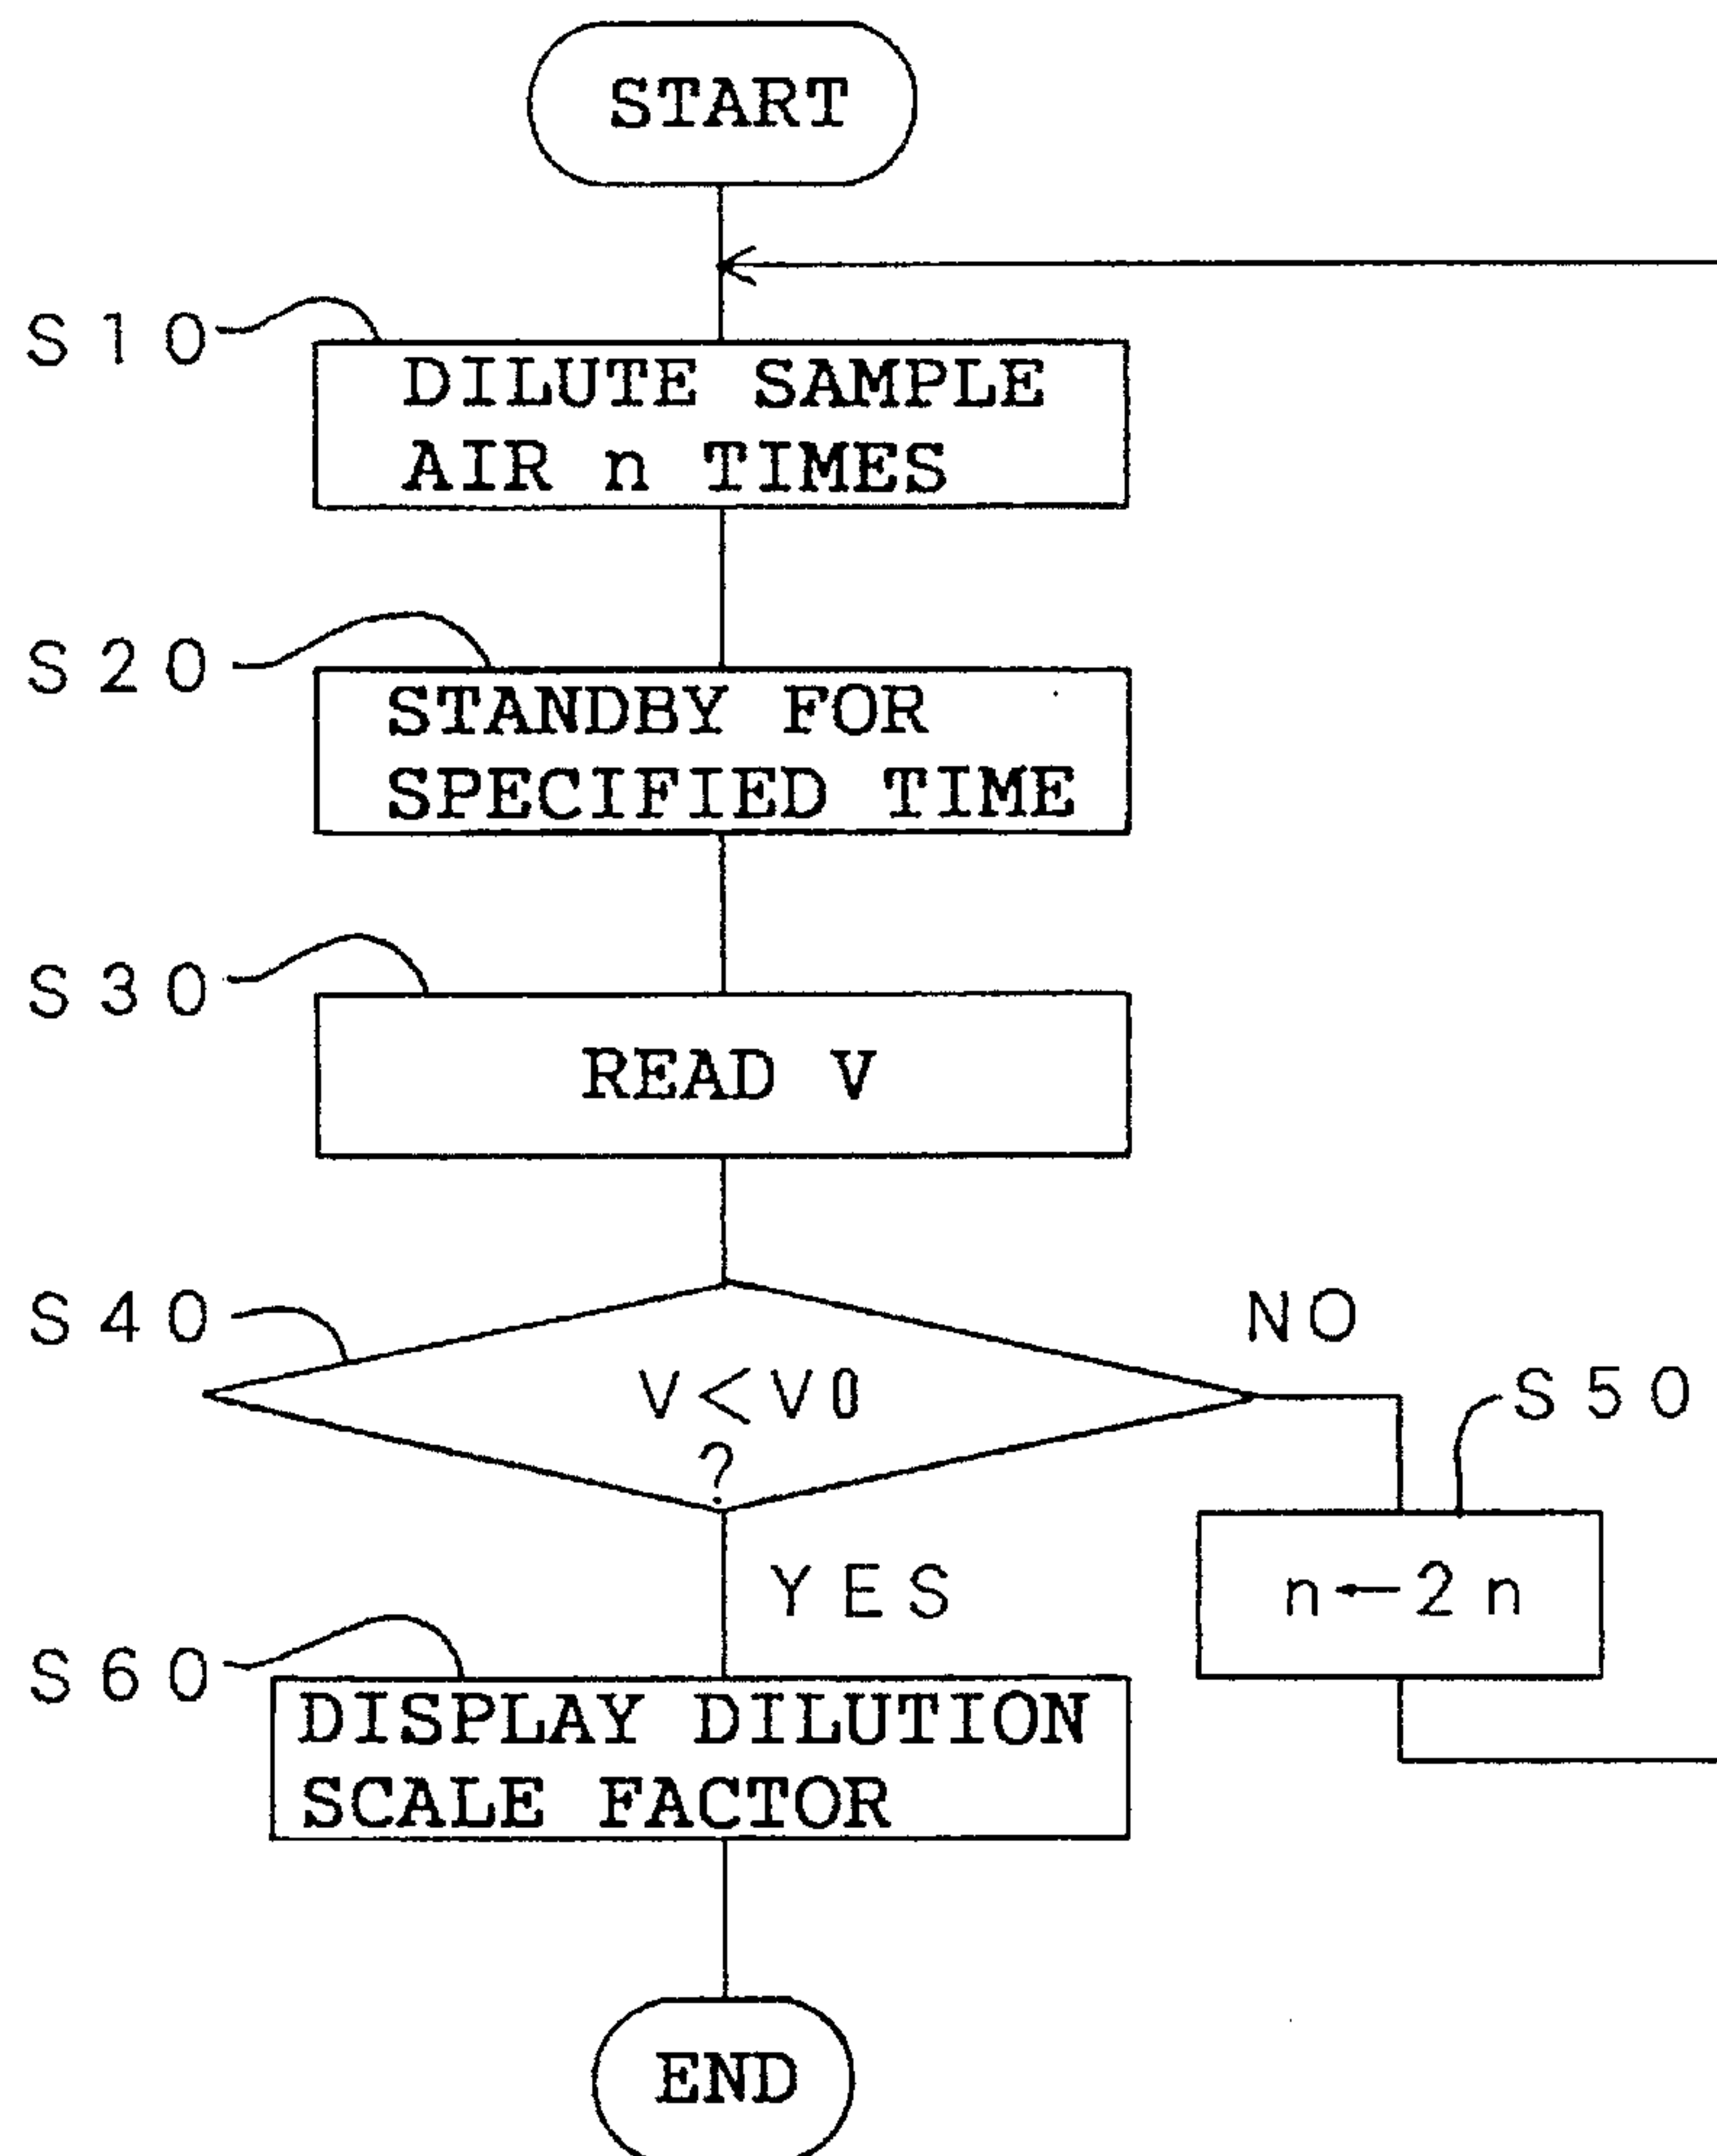 START
S10
DILUTE SAMPLE
AIR n TIMES
S20
STANDBY FOR
SPECIFIED TIME
S30
READ V
S40
V<V0
?
NO
S50
n←2n
YES
S60
DISPLAY DILUTION
SCALE FACTOR
END